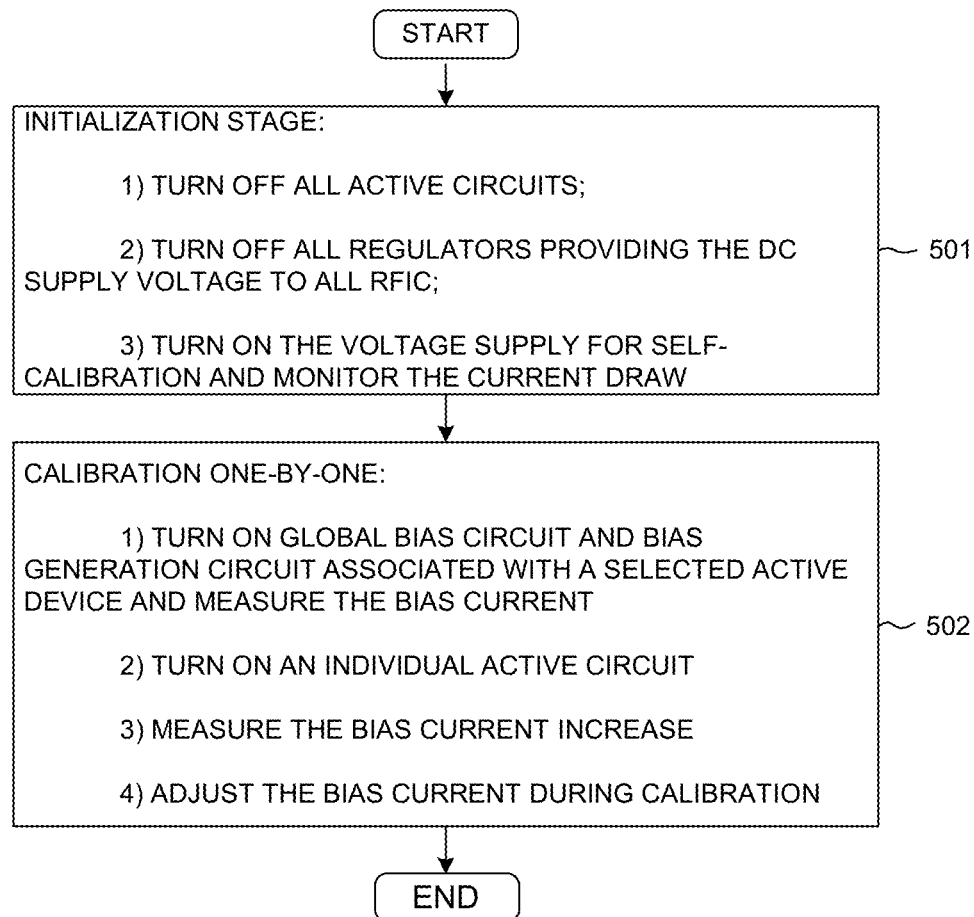 START
INITIALIZATION STAGE:
1) TURN OFF ALL ACTIVE CIRCUITS;
2) TURN OFF ALL REGULATORS PROVIDING THE DC
SUPPLY VOLTAGE TO ALL RFIC;
3) TURN ON THE VOLTAGE SUPPLY FOR SELF-
CALIBRATION AND MONITOR THE CURRENT DRAW
501
CALIBRATION ONE-BY-ONE:
1) TURN ON GLOBAL BIAS CIRCUIT AND BIAS
GENERATION CIRCUIT ASSOCIATED WITH A SELECTED ACTIVE
DEVICE AND MEASURE THE BIAS CURRENT
2) TURN ON AN INDIVIDUAL ACTIVE CIRCUIT
3) MEASURE THE BIAS CURRENT INCREASE
4) ADJUST THE BIAS CURRENT DURING CALIBRATION
502
END